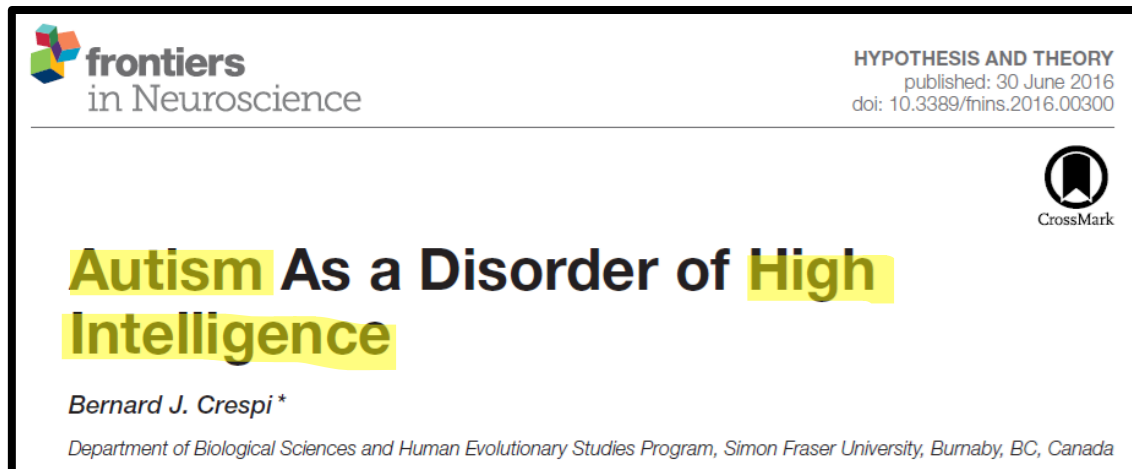 frontiers
in Neuroscience
HYPOTHESIS AND THEORY
published: 30 June 2016
doi: 10.3389/fnins.2016.00300
CrossMark
Autism As a Disorder of High
Intelligence
Bernard J. Crespi*
Department of Biological Sciences and Human Evolutionary Studies Program, Simon Fraser University, Burnaby, BC, Canada